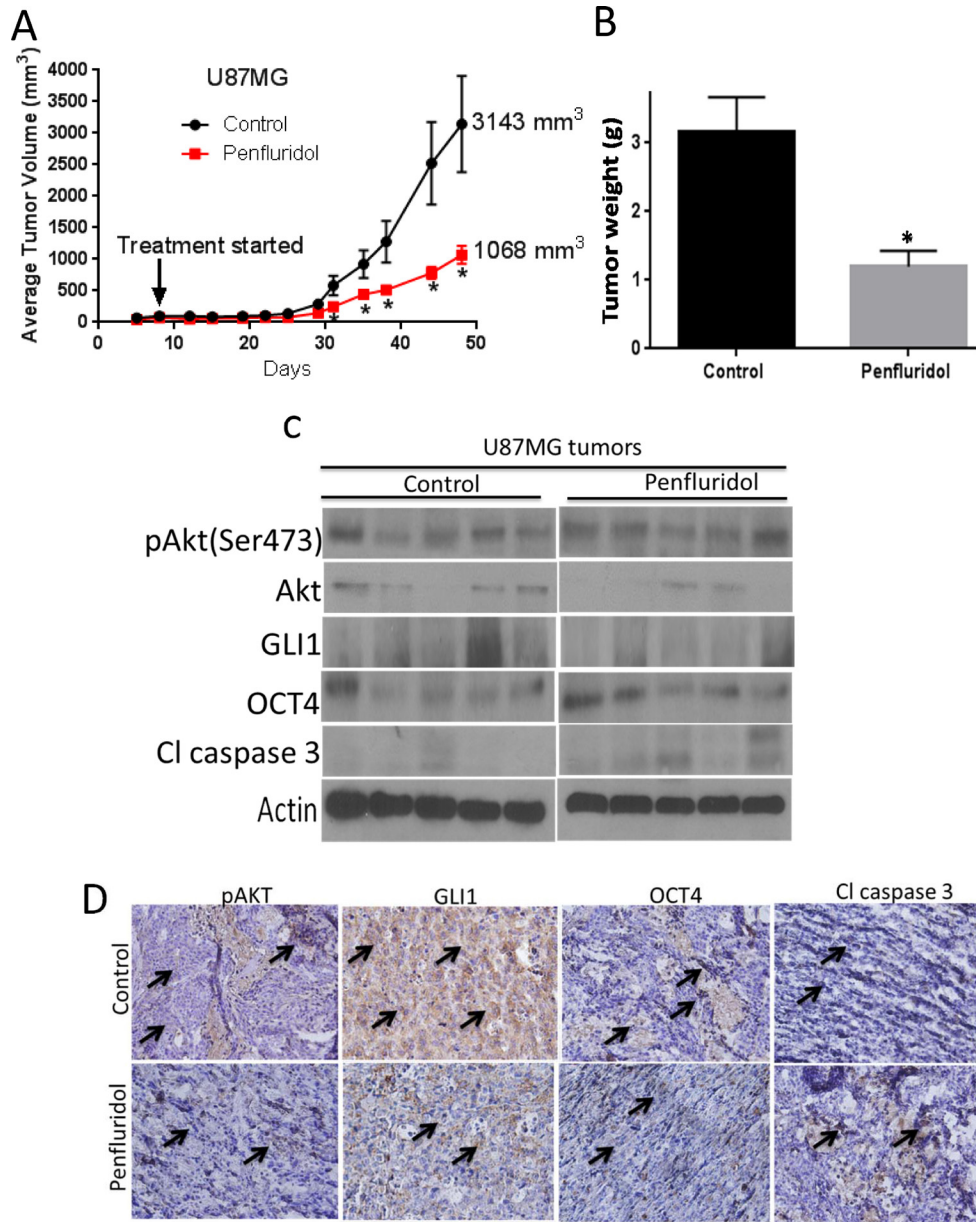 A
U87MG
Average Tumor Volume (mm³)
4000
3500
3000
2500
2000
1500
1000
500
0
Control
Penfluridol
3143 mm³
1068 mm³
Treatment started
* * * * *
0 10 20 30 40 50
Days
B
Tumor weight (g)
3
2
1
0
*
Control Penfluridol
C
U87MG tumors
Control Penfluridol
pAkt(Ser473)
Akt
GLI1
OCT4
Cl caspase 3
Actin
D
pAKT GLI1 OCT4 Cl caspase 3
Control
Penfluridol